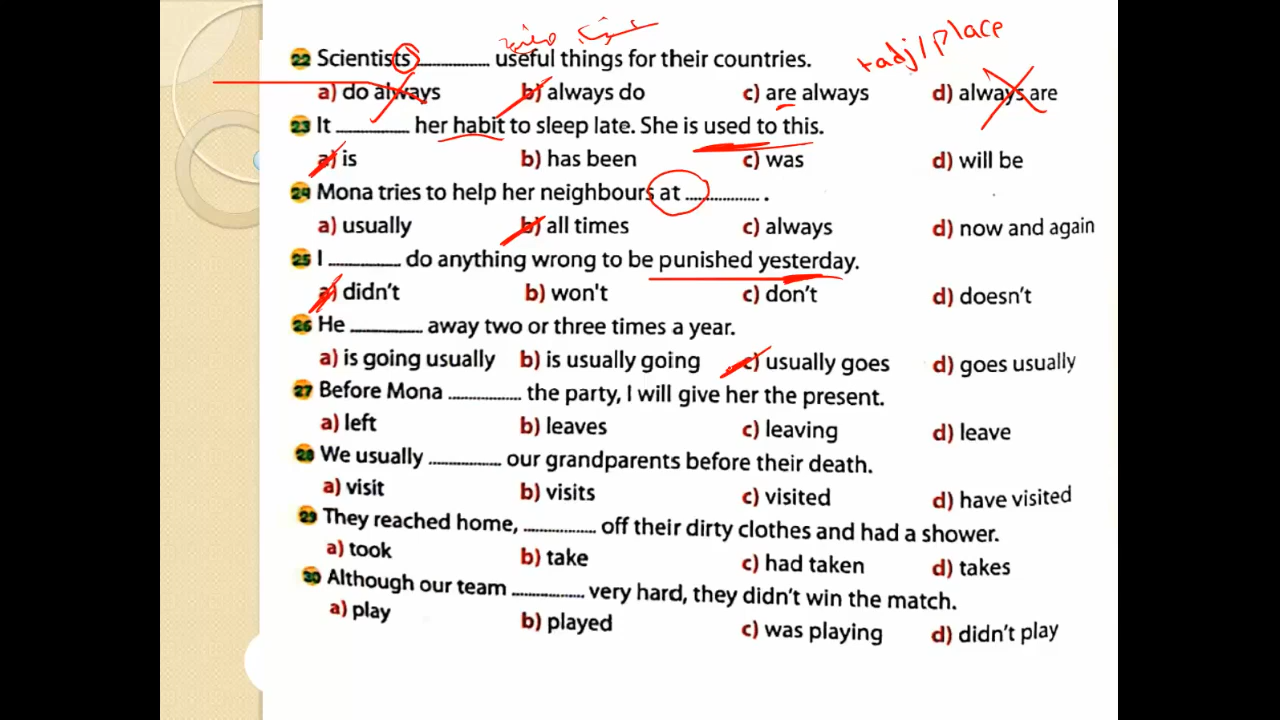 +adj/place
22 Scientists ............... useful things for their countries.
a) do always b) always do c) are always d) always are
23 It ............... her habit to sleep late. She is used to this.
a) is b) has been c) was d) will be
24 Mona tries to help her neighbours at ............... .
a) usually b) all times c) always d) now and again
25 I ............... do anything wrong to be punished yesterday.
a) didn't b) won't c) don't d) doesn't
26 He ............... away two or three times a year.
a) is going usually b) is usually going c) usually goes d) goes usually
27 Before Mona ............... the party, I will give her the present.
a) left b) leaves c) leaving d) leave
28 We usually ............... our grandparents before their death.
a) visit b) visits c) visited d) have visited
29 They reached home, ............... off their dirty clothes and had a shower.
a) took b) take c) had taken d) takes
30 Although our team ............... very hard, they didn't win the match.
a) play b) played c) was playing d) didn't play